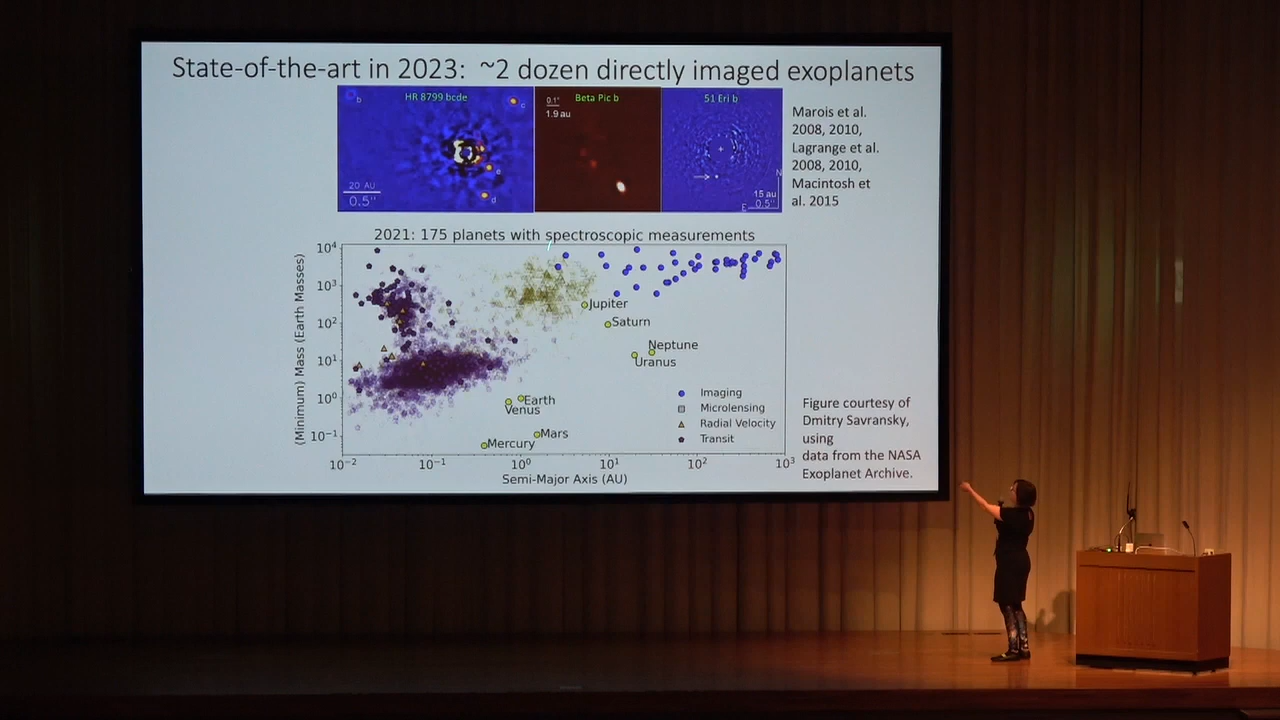 State-of-the-art in 2023: ~2 dozen directly imaged exoplanets
HR 8799 bcde
b
c
e
d
20 AU
0.5"
Beta Pic b
0.1"
1.9 au
51 Eri b
N
15 au
0.5"
E
Marois et al.
2008, 2010,
Lagrange et al.
2008, 2010,
Macintosh et
al. 2015
2021: 175 planets with spectroscopic measurements
(Minimum) Mass (Earth Masses)
10⁴
10³
10²
10¹
10⁰
10⁻¹
Jupiter
Saturn
Neptune
Uranus
Earth
Venus
Mars
Mercury
Imaging
Microlensing
Radial Velocity
Transit
10⁻²
10⁻¹
10⁰
10¹
10²
10³
Semi-Major Axis (AU)
Figure courtesy of
Dmitry Savransky,
using
data from the NASA
Exoplanet Archive.